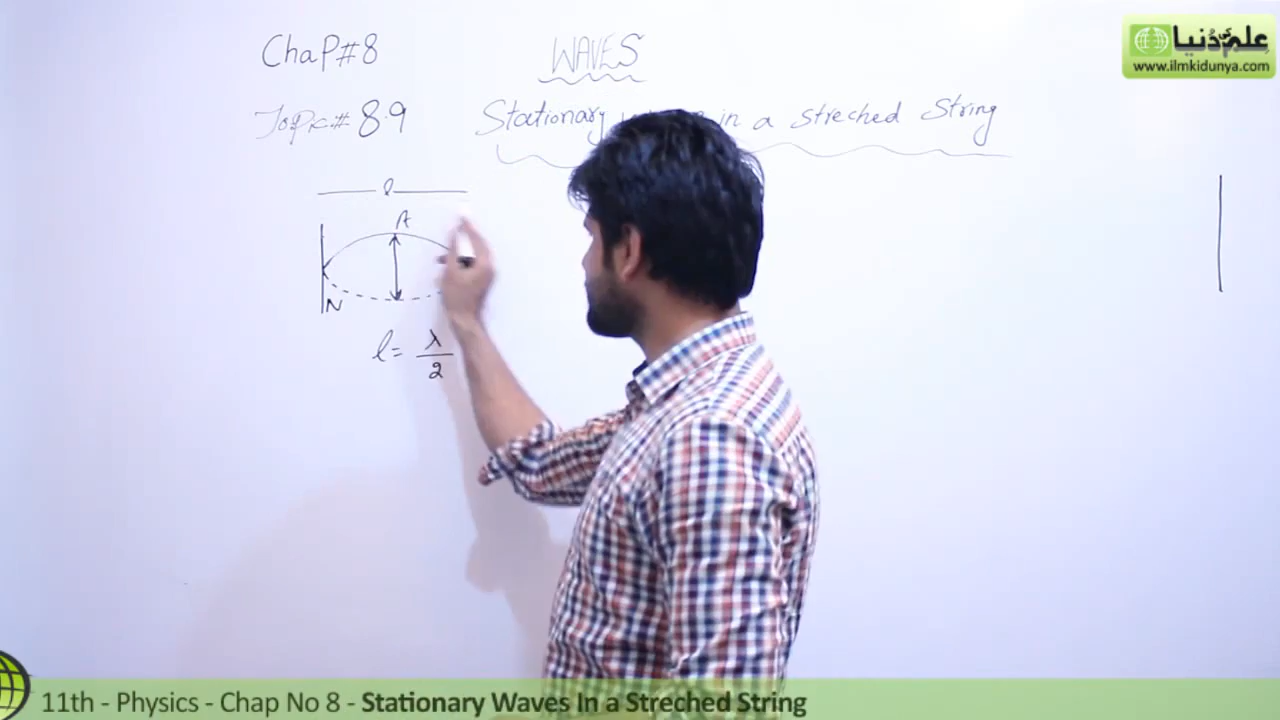 ChaP#8
WAVES
علم کی دُنیا
www.ilmkidunya.com
Topic# 8.9
Stationary in a streched String
l
A
N
l = λ/2
11th - Physics - Chap No 8 - Stationary Waves In a Streched String